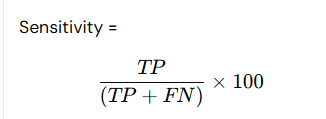 Sensitivity =
TP
(TP + FN) × 100